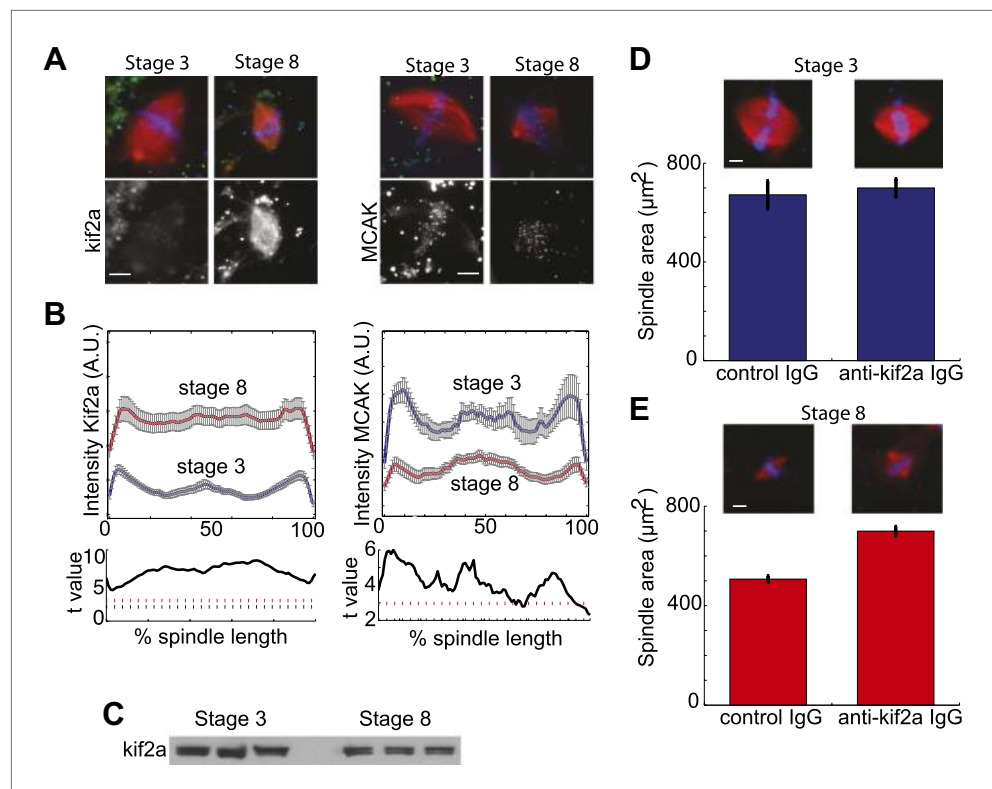 A
Stage 3
Stage 8
kif2a
Stage 3
Stage 8
MCAK
B
Intensity Kif2a (A.U.)
stage 8
stage 3
0
50
100
t value
10
5
0
% spindle length
Intensity MCAK (A.U.)
stage 3
stage 8
0
50
100
t value
6
4
2
% spindle length
C
Stage 3
Stage 8
kif2a
D
Stage 3
Spindle area (µm²)
800
400
0
control IgG
anti-kif2a IgG
E
Stage 8
Spindle area (µm²)
800
400
0
control IgG
anti-kif2a IgG